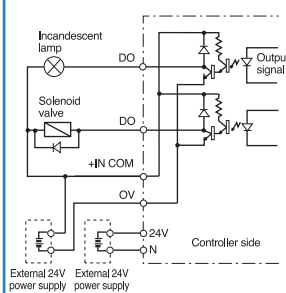 Incandescent
lamp
DO
Output
signal
Solenoid
valve
DO
+IN COM
OV
24V
N
Controller side
External 24V
power supply
External 24V
power supply